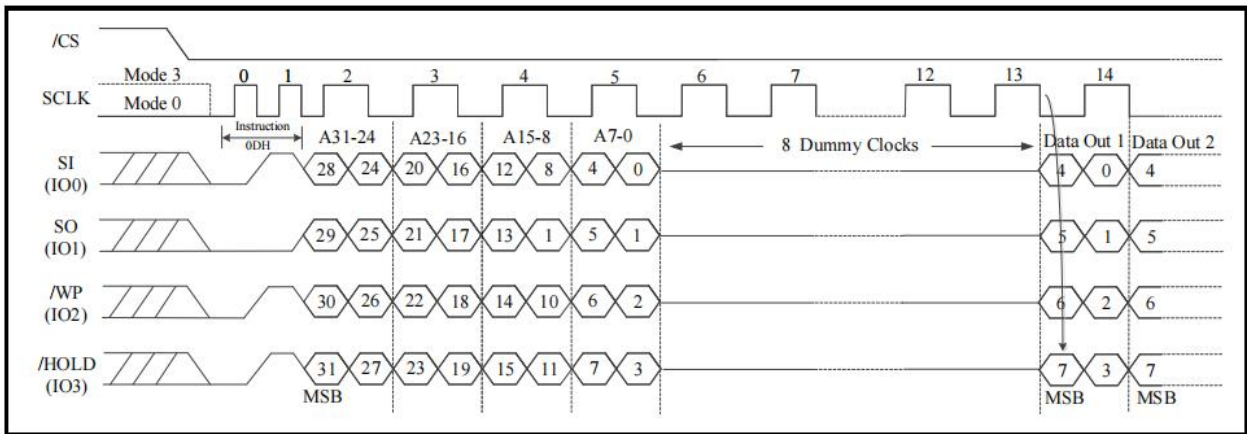 /CS
Mode 3 0 1 2 3 4 5 6 7 12 13 14
SCLK Mode 0
Instruction A31-24 A23-16 A15-8 A7-0
0DH 8 Dummy Clocks Data Out 1 Data Out 2
SI
(IO0) 28 24 20 16 12 8 4 0 4 0 4
SO
(IO1) 29 25 21 17 13 1 5 1 5 1 5
/WP
(IO2) 30 26 22 18 14 10 6 2 6 2 6
/HOLD
(IO3) 31 27 23 19 15 11 7 3 7 3 7
MSB MSB MSB